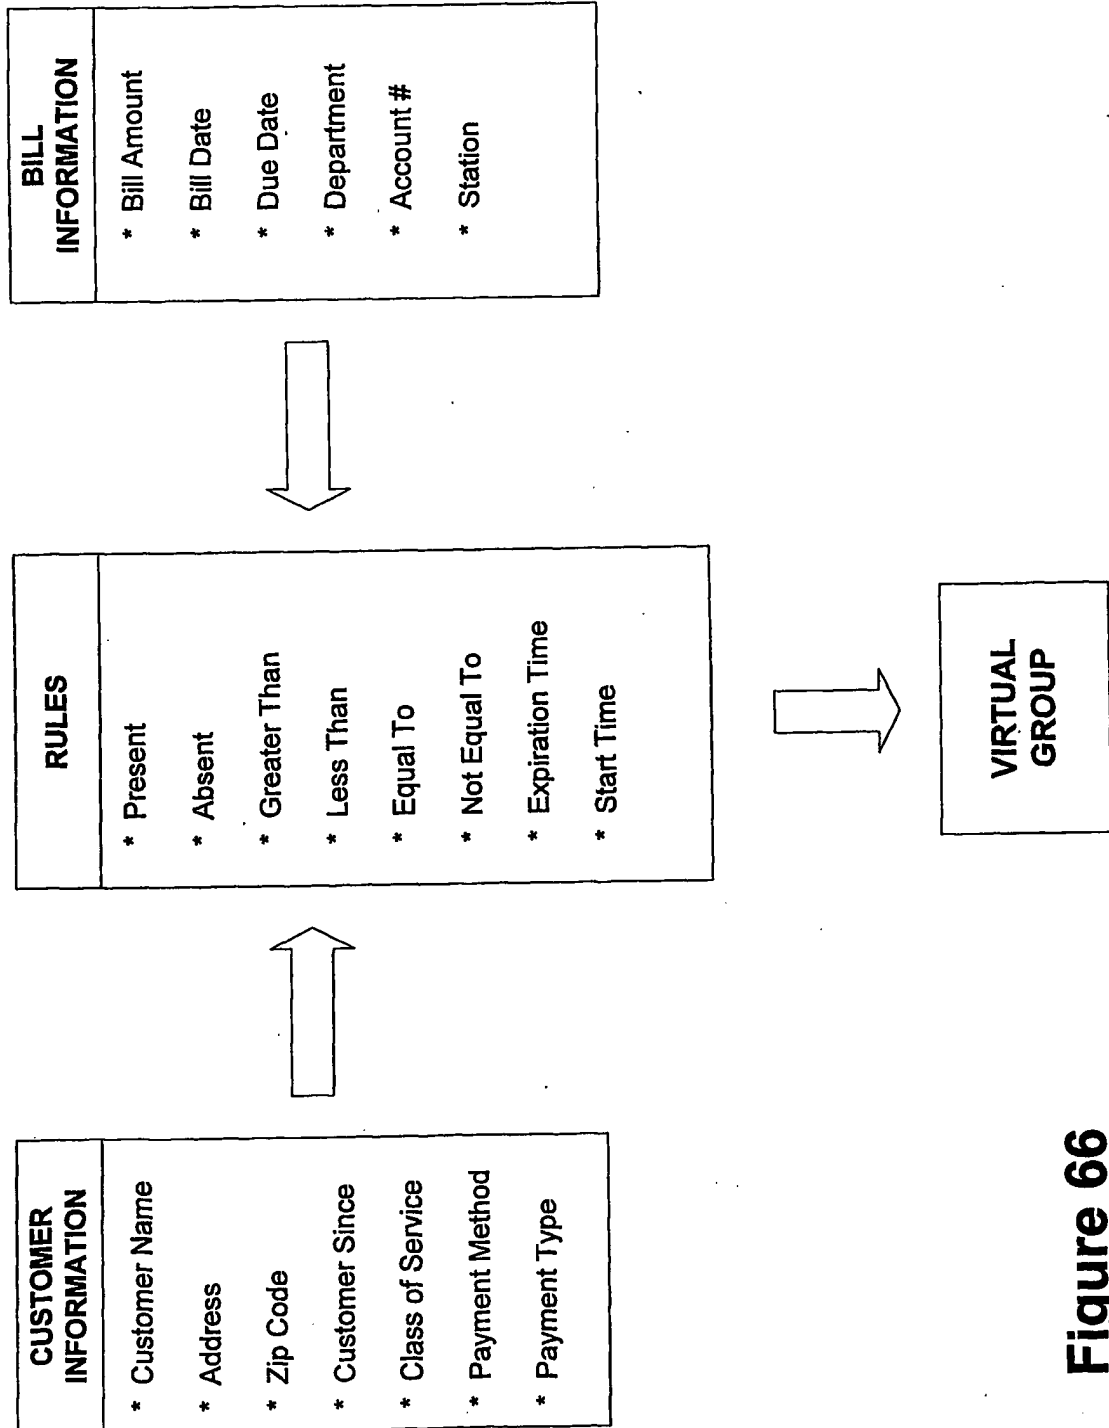 CUSTOMER
INFORMATION
* Customer Name
* Address
* Zip Code
* Customer Since
* Class of Service
* Payment Method
* Payment Type
RULES
* Present
* Absent
* Greater Than
* Less Than
* Equal To
* Not Equal To
* Expiration Time
* Start Time
BILL
INFORMATION
* Bill Amount
* Bill Date
* Due Date
* Department
* Account #
* Station
VIRTUAL
GROUP
Figure 66